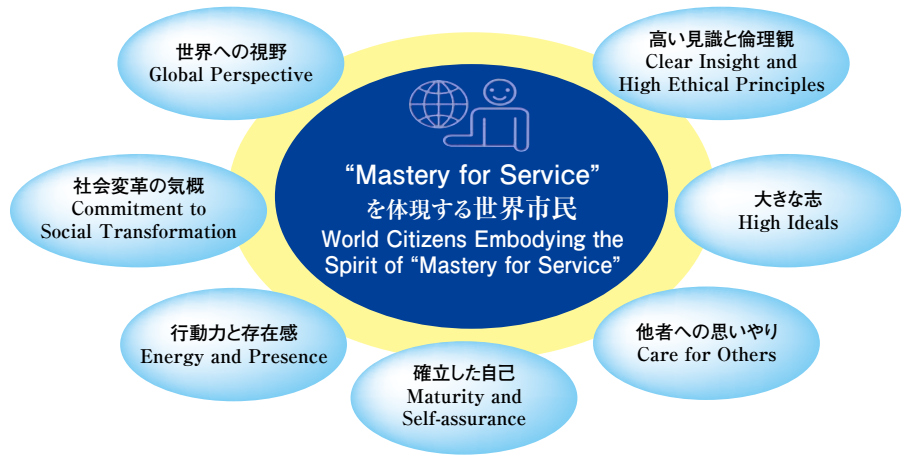 世界への視野
Global Perspective
高い見識と倫理観
Clear Insight and
High Ethical Principles
“Mastery for Service”
を体現する世界市民
World Citizens Embodying the
Spirit of “Mastery for Service”
社会変革の気概
Commitment to
Social Transformation
大きな志
High Ideals
行動力と存在感
Energy and Presence
他者への思いやり
Care for Others
確立した自己
Maturity and
Self-assurance